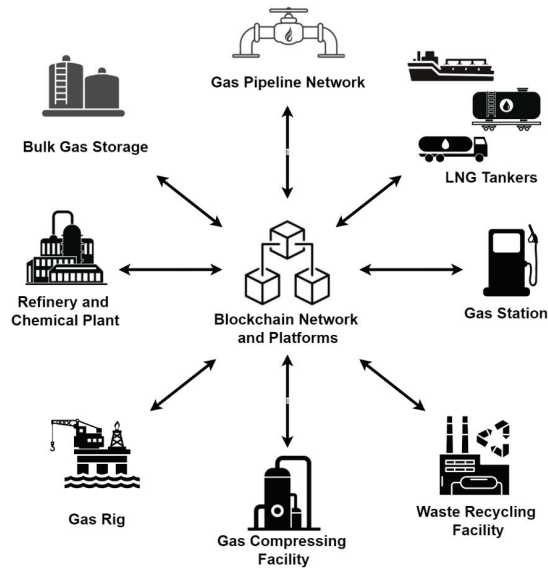 Gas Pipeline Network
Bulk Gas Storage
LNG Tankers
Refinery and
Chemical Plant
Blockchain Network
and Platforms
Gas Station
Gas Rig
Gas Compressing
Facility
Waste Recycling
Facility